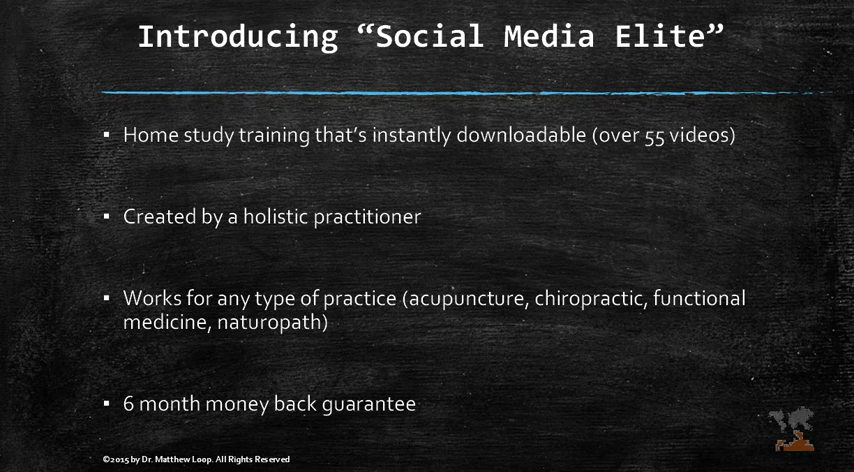 Introducing “Social Media Elite”
▪ Home study training that’s instantly downloadable (over 55 videos)
▪ Created by a holistic practitioner
▪ Works for any type of practice (acupuncture, chiropractic, functional
medicine, naturopath)
▪ 6 month money back guarantee
©2015 by Dr. Matthew Loop. All Rights Reserved